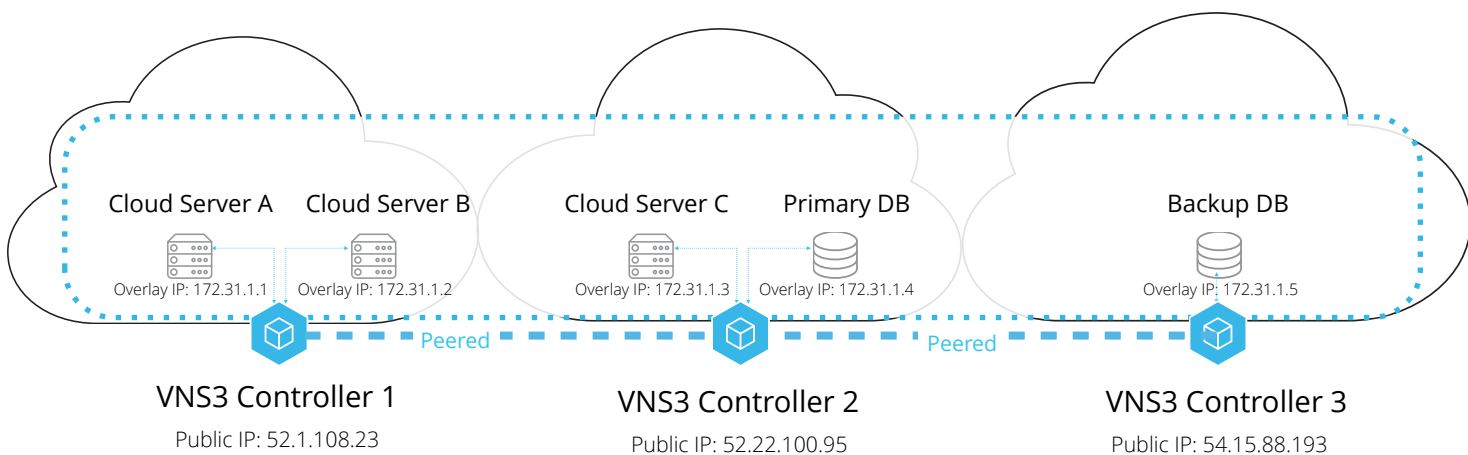 Cloud Server A
Cloud Server B
Cloud Server C
Primary DB
Backup DB
Overlay IP: 172.31.1.1
Overlay IP: 172.31.1.2
Overlay IP: 172.31.1.3
Overlay IP: 172.31.1.4
Overlay IP: 172.31.1.5
Peered
Peered
VNS3 Controller 1
VNS3 Controller 2
VNS3 Controller 3
Public IP: 52.1.108.23
Public IP: 52.22.100.95
Public IP: 54.15.88.193